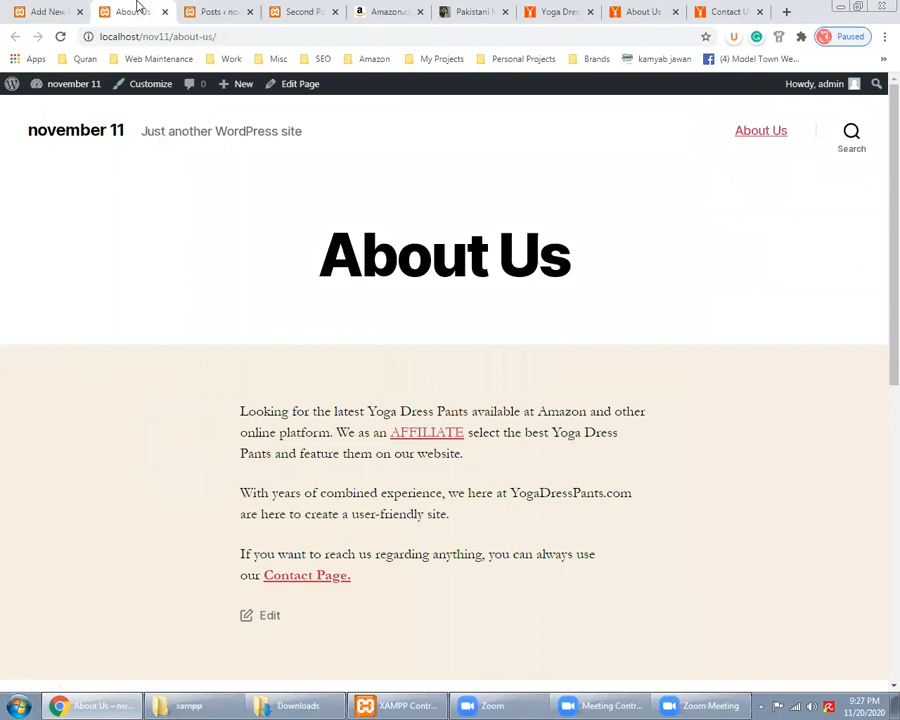 Add New
About Us
Posts ‹ no
Second P
Amazon.c
Pakistani
Yoga Dre
About Us
Contact U
localhost/nov11/about-us/
Paused
Apps
Quran
Web Maintenance
Work
Misc
SEO
Amazon
My Projects
Personal Projects
Brands
kamyab jawan
(4) Model Town We...
»
november 11
Customize
0
+ New
Edit Page
Howdy, admin
november 11
Just another WordPress site
About Us
Search
About Us
Looking for the latest Yoga Dress Pants available at Amazon and other
online platform. We as an AFFILIATE select the best Yoga Dress
Pants and feature them on our website.
With years of combined experience, we here at YogaDressPants.com
are here to create a user-friendly site.
If you want to reach us regarding anything, you can always use
our Contact Page.
Edit
About Us – no...
xampp
Downloads
XAMPP Contr...
Zoom
Meeting Contr...
Zoom Meeting
9:27 PM
11/20/2020